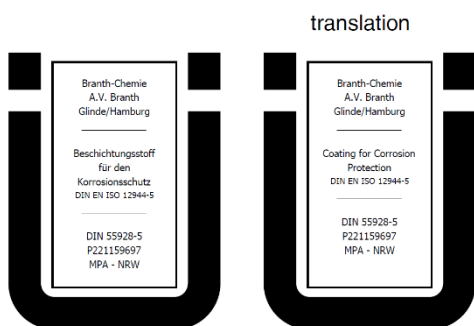 translation
Branth-Chemie
A.V. Branth
Glinde/Hamburg
Beschichtungsstoff
für den
Korrosionsschutz
DIN EN ISO 12944-5
DIN 55928-5
P221159697
MPA - NRW
Branth-Chemie
A.V. Branth
Glinde/Hamburg
Coating for Corrosion
Protection
DIN EN ISO 12944-5
DIN 55928-5
P221159697
MPA - NRW